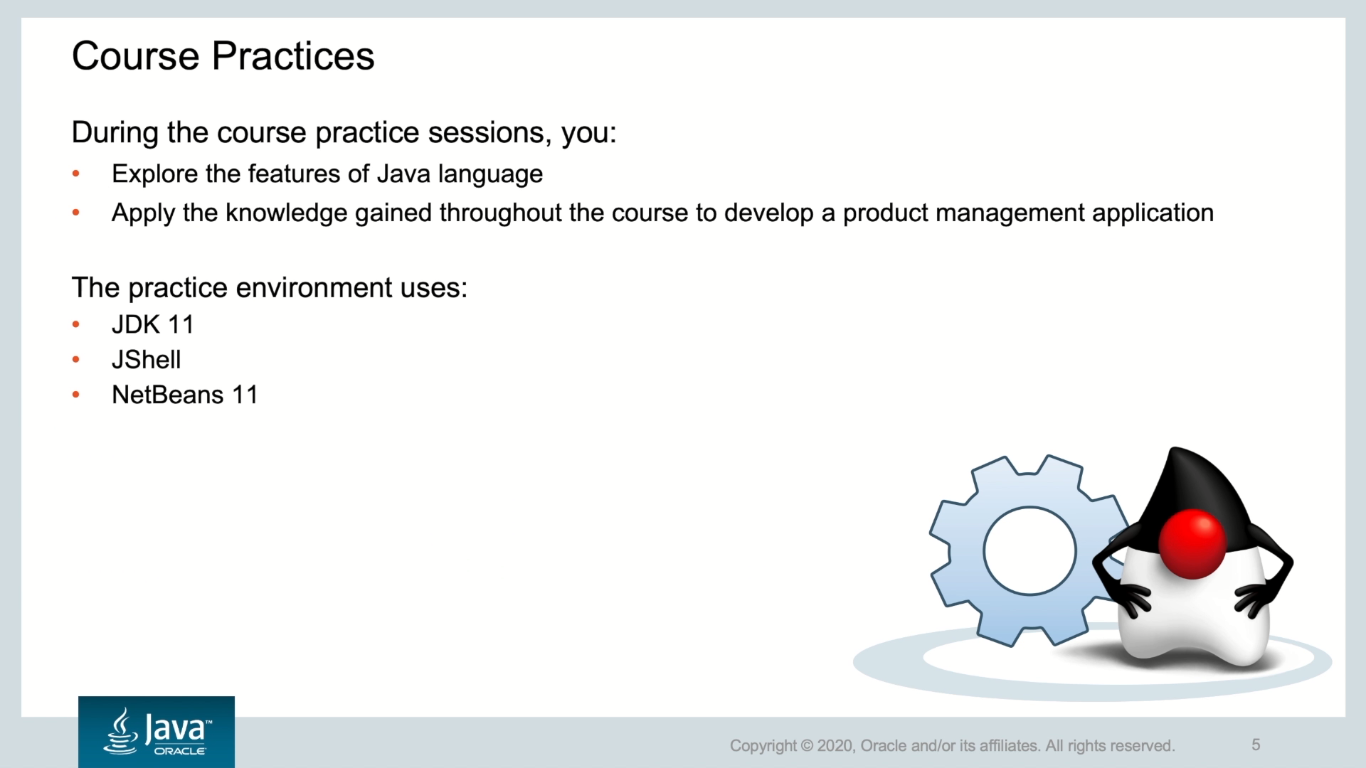 Course Practices
During the course practice sessions, you:
• Explore the features of Java language
• Apply the knowledge gained throughout the course to develop a product management application
The practice environment uses:
• JDK 11
• JShell
• NetBeans 11
Java™
ORACLE
Copyright © 2020, Oracle and/or its affiliates. All rights reserved.
5